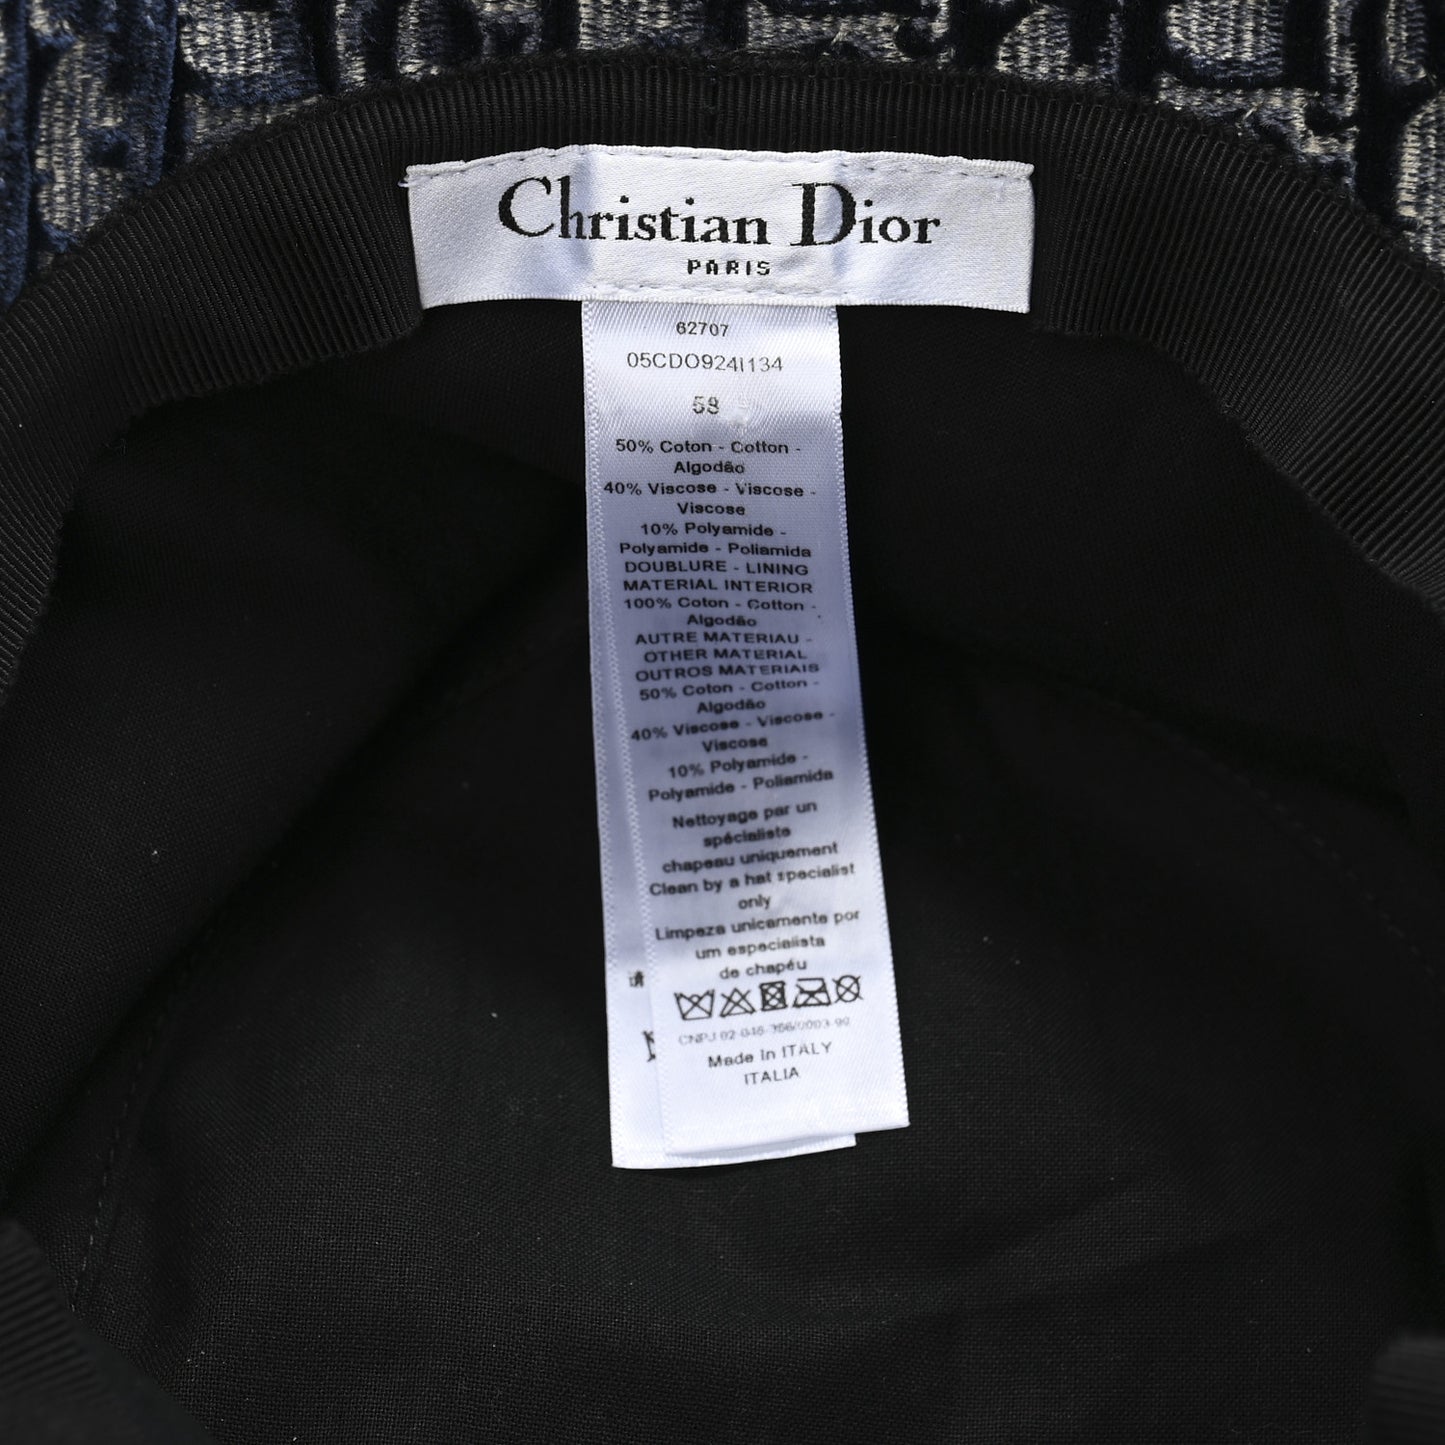 Christian Dior
PARIS
62707
05CDO924I134
58
50% Coton - Cotton -
Algodão
40% Viscose - Viscose -
Viscose
10% Polyamide -
Polyamide - Poliamida
DOUBLURE - LINING
MATERIAL INTERIOR
100% Coton - Cotton -
Algodão
AUTRE MATERIAU -
OTHER MATERIAL
OUTROS MATERIAIS
50% Coton - Cotton -
Algodão
40% Viscose - Viscose -
Viscose
10% Polyamide -
Polyamide - Poliamida
Nettoyage par un
spécialiste
chapeau uniquement
Clean by a hat specialist
only
Limpeza unicamente por
um especialista
de chapéu
CNPJ
Made in ITALY
ITALIA